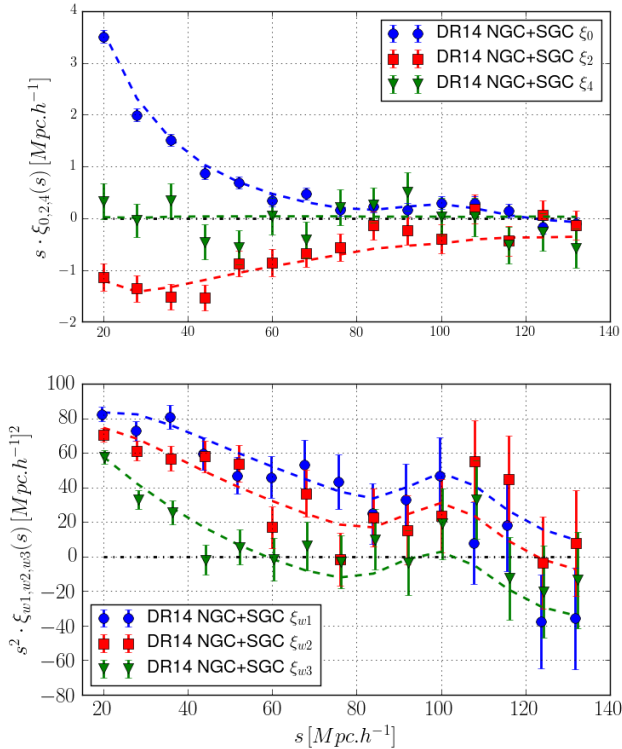 4
3
2
1
0
−1
−2
s · ξ0,2,4(s) [Mpc.h⁻¹]
DR14 NGC+SGC ξ0
DR14 NGC+SGC ξ2
DR14 NGC+SGC ξ4
20 40 60 80 100 120 140
100
80
60
40
20
0
−20
−40
−60
−80
s² · ξw1,w2,w3(s) [Mpc.h⁻¹]²
DR14 NGC+SGC ξw1
DR14 NGC+SGC ξw2
DR14 NGC+SGC ξw3
20 40 60 80 100 120 140
s [Mpc.h⁻¹]